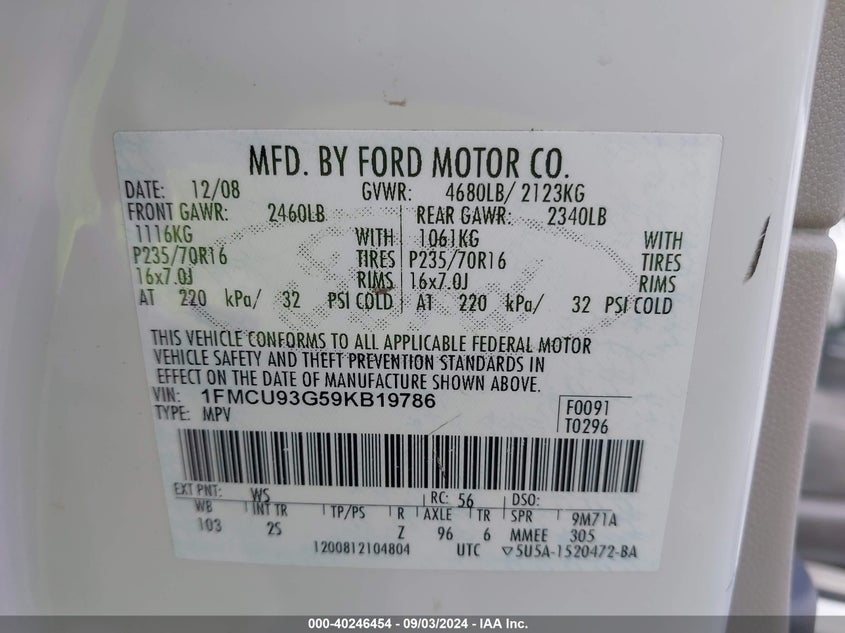 MFD. BY FORD MOTOR CO.
DATE: 12/08 GVWR: 4680LB/ 2123KG
FRONT GAWR: 2460LB REAR GAWR: 2340LB
1116KG WITH 1061KG WITH
P235/70R16 TIRES P235/70R16 TIRES
16x7.0J RIMS 16x7.0J RIMS
AT 220 kPa/ 32 PSI COLD AT 220 kPa/ 32 PSI COLD
THIS VEHICLE CONFORMS TO ALL APPLICABLE FEDERAL MOTOR
VEHICLE SAFETY AND THEFT PREVENTION STANDARDS IN
EFFECT ON THE DATE OF MANUFACTURE SHOWN ABOVE.
VIN: 1FMCU93G59KB19786 F0091
TYPE: MPV T0296
EXT PNT: WS RC: 56 DSO:
WB INT TR TP/PS R AXLE TR SPR 9M71A
103 2S Z 96 6 MMEE 305
1200812104804 UTC ▽5U5A-1520472-BA
000-40246454 - 09/03/2024 - IAA Inc.